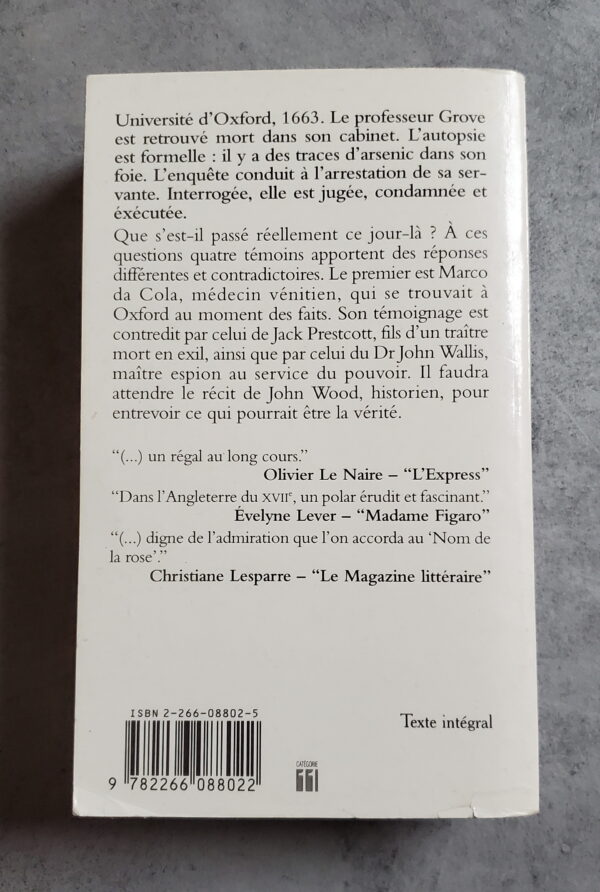 Université d'Oxford, 1663. Le professeur Grove
est retrouvé mort dans son cabinet. L'autopsie
est formelle : il y a des traces d'arsenic dans son
foie. L'enquête conduit à l'arrestation de sa ser-
vante. Interrogée, elle est jugée, condamnée et
éxécutée.
Que s'est-il passé réellement ce jour-là ? À ces
questions quatre témoins apportent des réponses
différentes et contradictoires. Le premier est Marco
da Cola, médecin vénitien, qui se trouvait à
Oxford au moment des faits. Son témoignage est
contredit par celui de Jack Prestcott, fils d'un traître
mort en exil, ainsi que par celui du Dr John Wallis,
maître espion au service du pouvoir. Il faudra
attendre le récit de John Wood, historien, pour
entrevoir ce qui pourrait être la vérité.
“(...) un régal au long cours.”
Olivier Le Naire – “L'Express”
“Dans l'Angleterre du XVIIe, un polar érudit et fascinant.”
Évelyne Lever – “Madame Figaro”
“(...) digne de l'admiration que l'on accorda au ‘Nom de
la rose’.”
Christiane Lesparre – “Le Magazine littéraire”
ISBN 2-266-08802-5
Texte intégral
CATÉGORIE
9 782266 088022